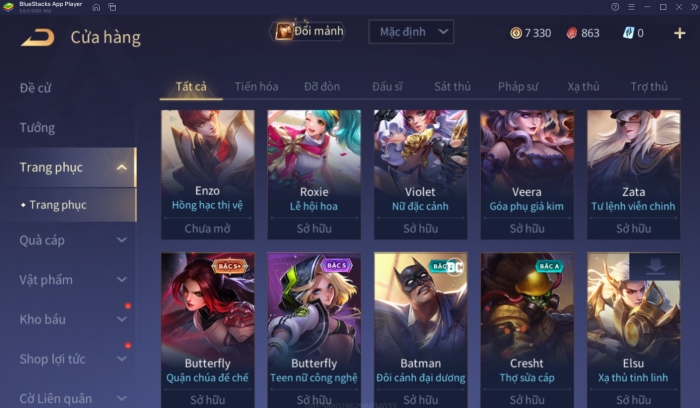 BlueStacks App Player
Cửa hàng
Đổi mảnh
Mặc định
7 330
863
0
Đề cử
Tướng
Trang phục
Trang phục
Quà cáp
Vật phẩm
Kho báu
Shop lợi tức
Cờ Liên quân
Tất cả
Tiến hóa
Đỡ đòn
Đấu sĩ
Sát thủ
Pháp sư
Xạ thủ
Trợ thủ
Enzo
Hồng hạc thị vệ
Chưa mở
Roxie
Lễ hội hoa
Sở hữu
Violet
Nữ đặc cảnh
Sở hữu
Veera
Góa phụ giả kim
Sở hữu
Zata
Tư lệnh viễn chinh
Sở hữu
BẬC S+
Butterfly
Quận chúa đế chế
Sở hữu
BẬC S
Butterfly
Teen nữ công nghệ
Sở hữu
DC
Batman
Đôi cánh đại dương
Sở hữu
BẬC A
Cresht
Thợ sửa cáp
Sở hữu
Elsu
Xạ thủ tinh linh
Sở hữu